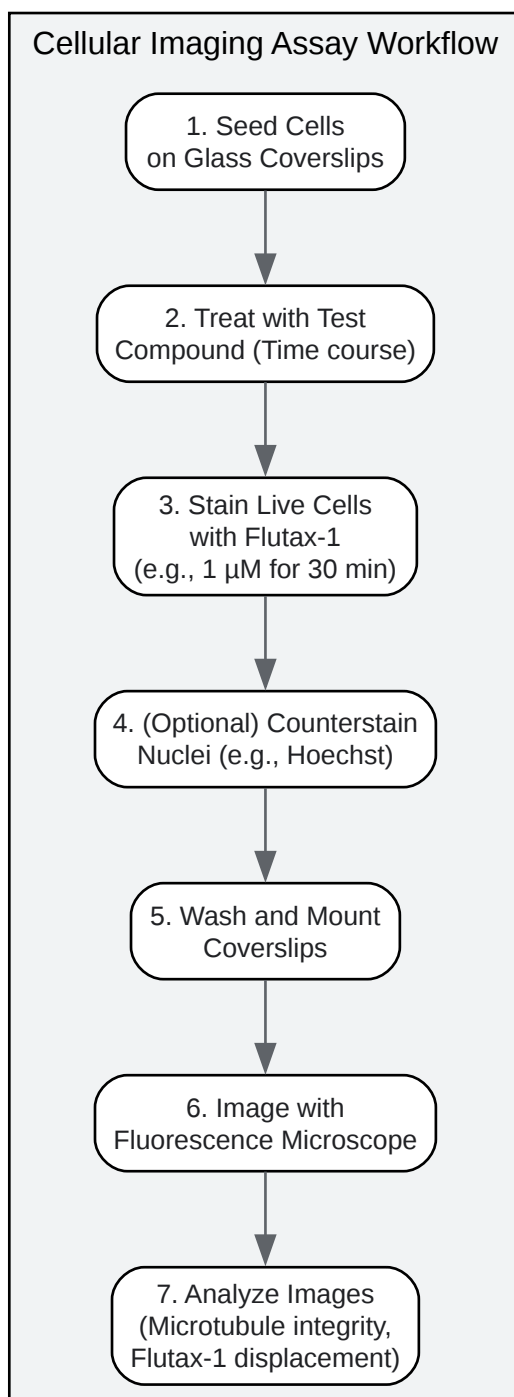 Cellular Imaging Assay Workflow
1. Seed Cells
on Glass Coverslips
2. Treat with Test
Compound (Time course)
3. Stain Live Cells
with Flutax-1
(e.g., 1 µM for 30 min)
4. (Optional) Counterstain
Nuclei (e.g., Hoechst)
5. Wash and Mount
Coverslips
6. Image with
Fluorescence Microscope
7. Analyze Images
(Microtubule integrity,
Flutax-1 displacement)